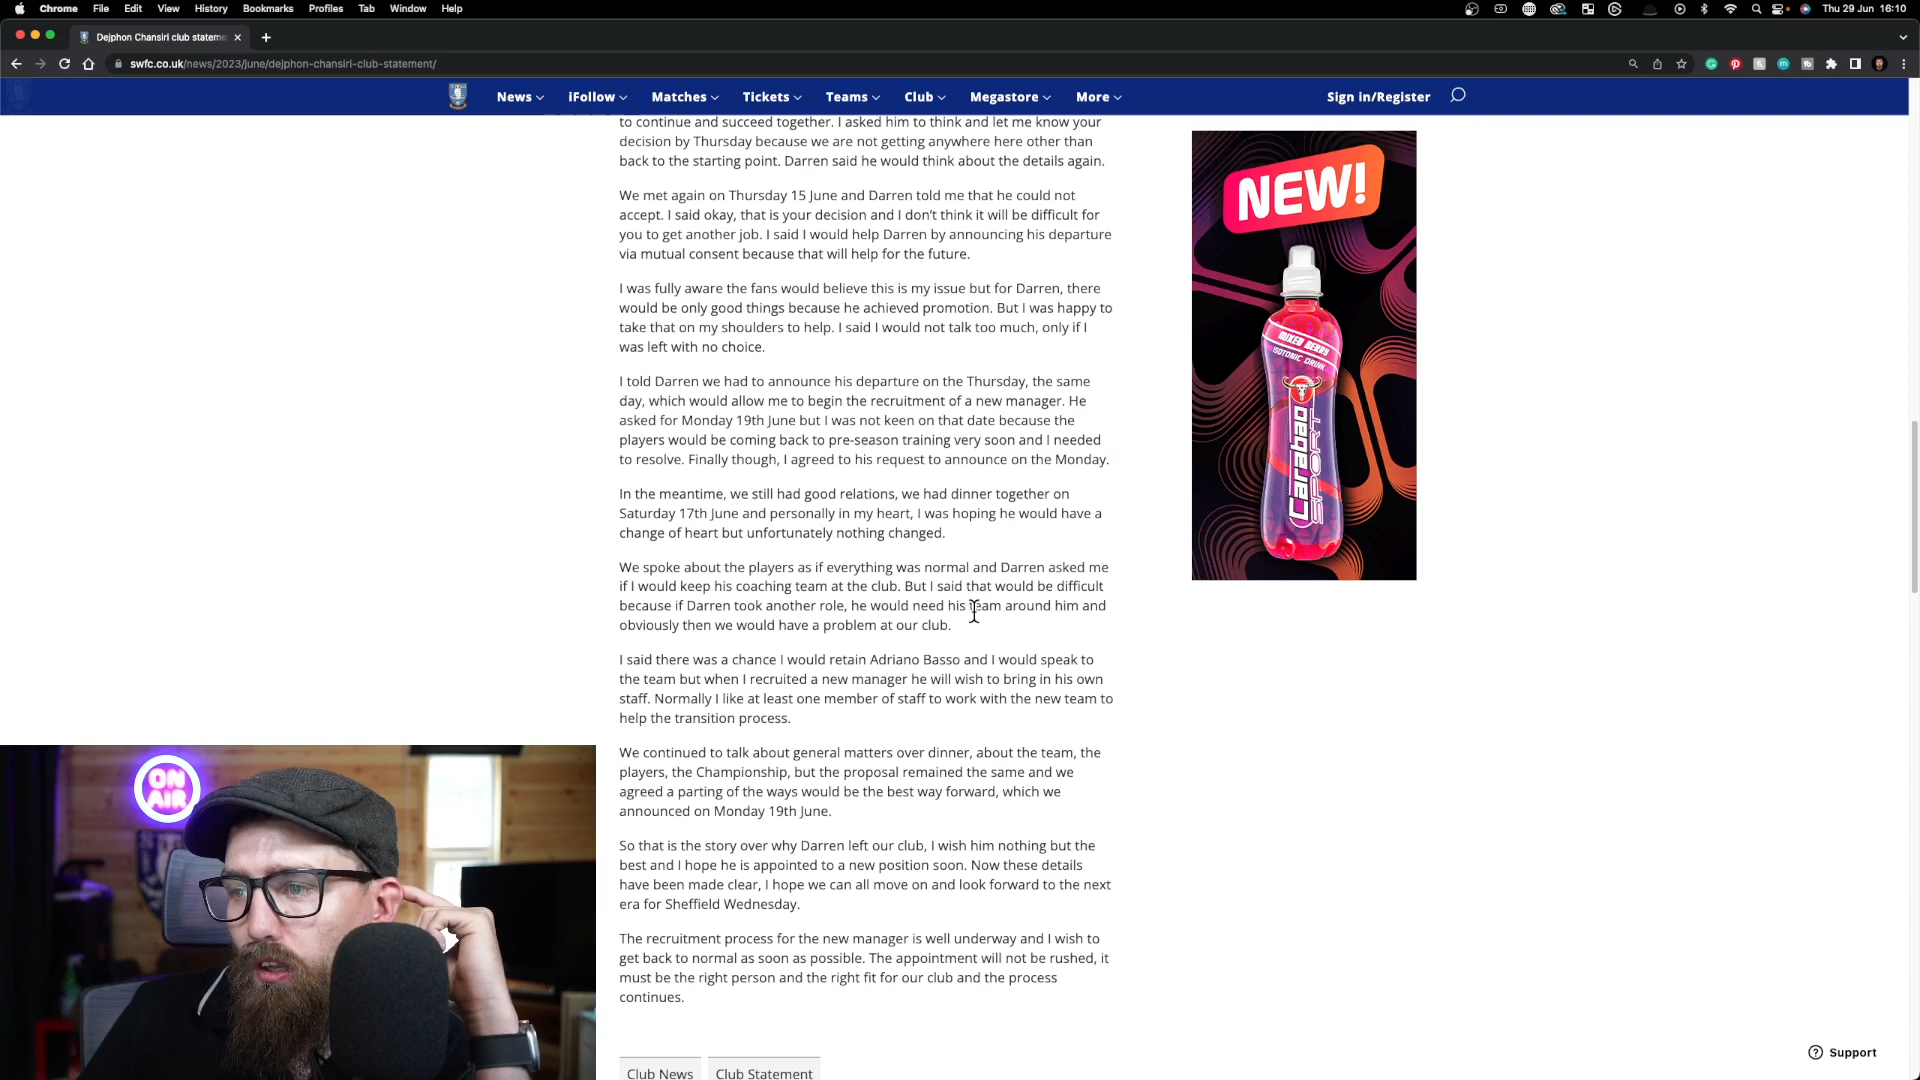 Chrome File Edit View History Bookmarks Profiles Tab Window Help Thu 29 Jun 16:10
Dejphon Chansiri club stateme
swfc.co.uk/news/2023/june/dejphon-chansiri-club-statement/
News iFollow Matches Tickets Teams Club Megastore More Sign in/Register
to continue and succeed together. I asked him to think and let me know your
decision by Thursday because we are not getting anywhere here other than
back to the starting point. Darren said he would think about the details again.
We met again on Thursday 15 June and Darren told me that he could not
accept. I said okay, that is your decision and I don't think it will be difficult for
you to get another job. I said I would help Darren by announcing his departure
via mutual consent because that will help for the future.
I was fully aware the fans would believe this is my issue but for Darren, there
would be only good things because he achieved promotion. But I was happy to
take that on my shoulders to help. I said I would not talk too much, only if I
was left with no choice.
I told Darren we had to announce his departure on the Thursday, the same
day, which would allow me to begin the recruitment of a new manager. He
asked for Monday 19th June but I was not keen on that date because the
players would be coming back to pre-season training very soon and I needed
to resolve. Finally though, I agreed to his request to announce on the Monday.
In the meantime, we still had good relations, we had dinner together on
Saturday 17th June and personally in my heart, I was hoping he would have a
change of heart but unfortunately nothing changed.
We spoke about the players as if everything was normal and Darren asked me
if I would keep his coaching team at the club. But I said that would be difficult
because if Darren took another role, he would need his team around him and
obviously then we would have a problem at our club.
I said there was a chance I would retain Adriano Basso and I would speak to
the team but when I recruited a new manager he will wish to bring in his own
staff. Normally I like at least one member of staff to work with the new team to
help the transition process.
We continued to talk about general matters over dinner, about the team, the
players, the Championship, but the proposal remained the same and we
agreed a parting of the ways would be the best way forward, which we
announced on Monday 19th June.
So that is the story over why Darren left our club, I wish him nothing but the
best and I hope he is appointed to a new position soon. Now these details
have been made clear, I hope we can all move on and look forward to the next
era for Sheffield Wednesday.
The recruitment process for the new manager is well underway and I wish to
get back to normal as soon as possible. The appointment will not be rushed, it
must be the right person and the right fit for our club and the process
continues.
Club News Club Statement
NEW!
MIXED BERRY
ISOTONIC DRINK
Carabao
SPORT
ON
AIR
Support